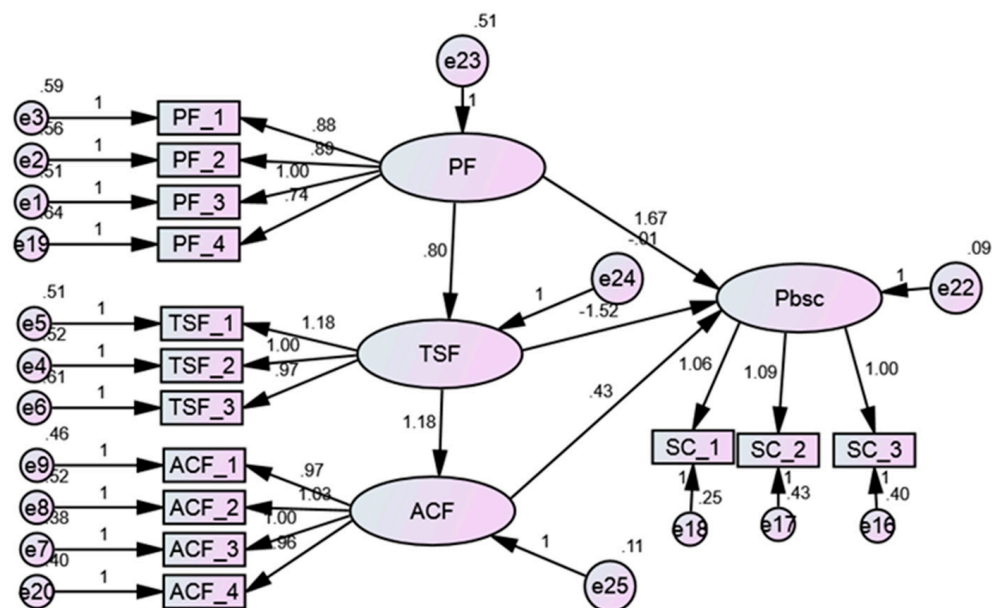 .51
e23
1
PF
.59
e3
1
PF_1
.88
.56
e2
1
PF_2
.89
.51
e1
1
PF_3
1.00
.64
e19
1
PF_4
.74
.80
1.67
-.01
e24
1
-1.52
.51
e5
1
TSF_1
1.18
.52
e4
1
TSF_2
1.00
.61
e6
1
TSF_3
.97
TSF
1.18
.43
Pbsc
1
e22
.09
1.06
1.09
1.00
SC_1
SC_2
SC_3
1
.25
1
.43
1
.40
e18
e17
e16
.46
e9
1
ACF_1
.97
.52
e8
1
ACF_2
1.03
.38
e7
1
ACF_3
1.00
.40
e20
1
ACF_4
.96
ACF
1
.11
e25